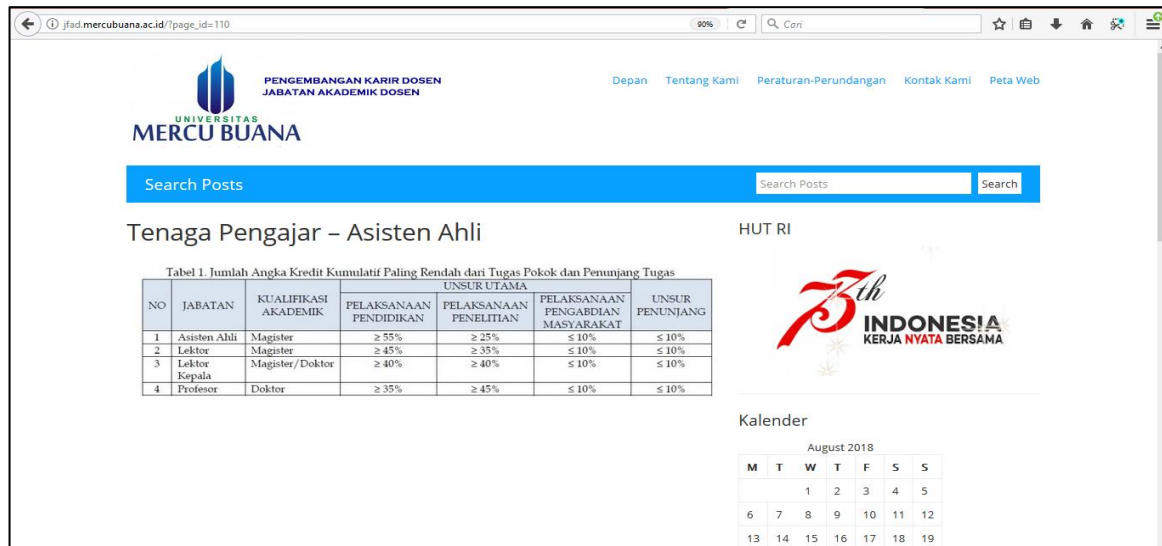 jfad.mercubuana.ac.id/?page_id=110
90%
Cari
UNIVERSITAS
MERCU BUANA
PENGEMBANGAN KARIR DOSEN
JABATAN AKADEMIK DOSEN
Depan Tentang Kami Peraturan-Perundangan Kontak Kami Peta Web
Search Posts
Search Posts
Search
Tenaga Pengajar – Asisten Ahli
Tabel 1. Jumlah Angka Kredit Kumulatif Paling Rendah dari Tugas Pokok dan Penunjang Tugas
NO JABATAN KUALIFIKASI AKADEMIK UNSUR UTAMA UNSUR PENUNJANG
PELAKSANAAN PENDIDIKAN PELAKSANAAN PENELITIAN PELAKSANAAN PENGABDIAN MASYARAKAT
1 Asisten Ahli Magister ≥ 55% ≥ 25% ≤ 10% ≤ 10%
2 Lektor Magister ≥ 45% ≥ 35% ≤ 10% ≤ 10%
3 Lektor Kepala Magister/Doktor ≥ 40% ≥ 40% ≤ 10% ≤ 10%
4 Profesor Doktor ≥ 35% ≥ 45% ≤ 10% ≤ 10%
HUT RI
73th
INDONESIA
KERJA NYATA BERSAMA
Kalender
August 2018
M T W T F S S
1 2 3 4 5
6 7 8 9 10 11 12
13 14 15 16 17 18 19